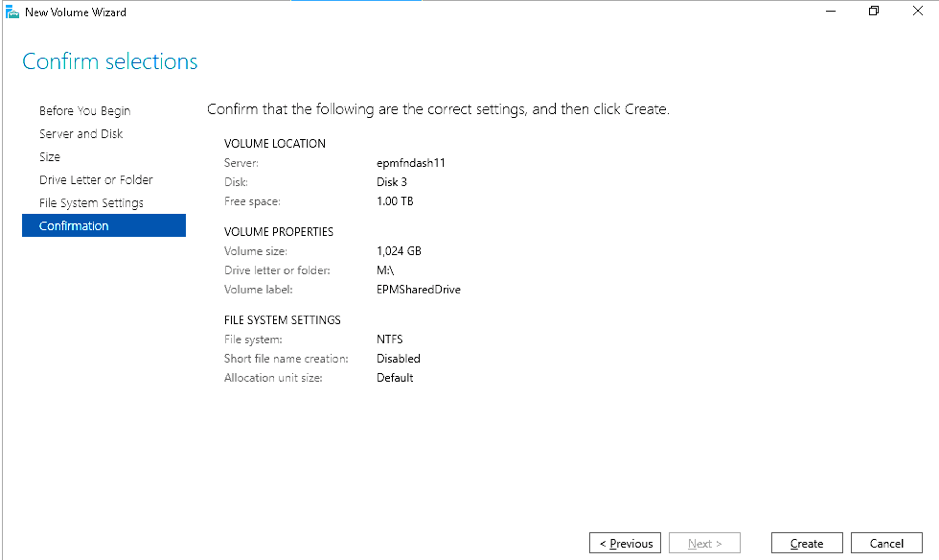 New Volume Wizard
Confirm selections
Before You Begin
Server and Disk
Size
Drive Letter or Folder
File System Settings
Confirmation
Confirm that the following are the correct settings, and then click Create.
VOLUME LOCATION
Server: epmfndash11
Disk: Disk 3
Free space: 1.00 TB
VOLUME PROPERTIES
Volume size: 1,024 GB
Drive letter or folder: M:\
Volume label: EPMSharedDrive
FILE SYSTEM SETTINGS
File system: NTFS
Short file name creation: Disabled
Allocation unit size: Default
< Previous Next > Create Cancel